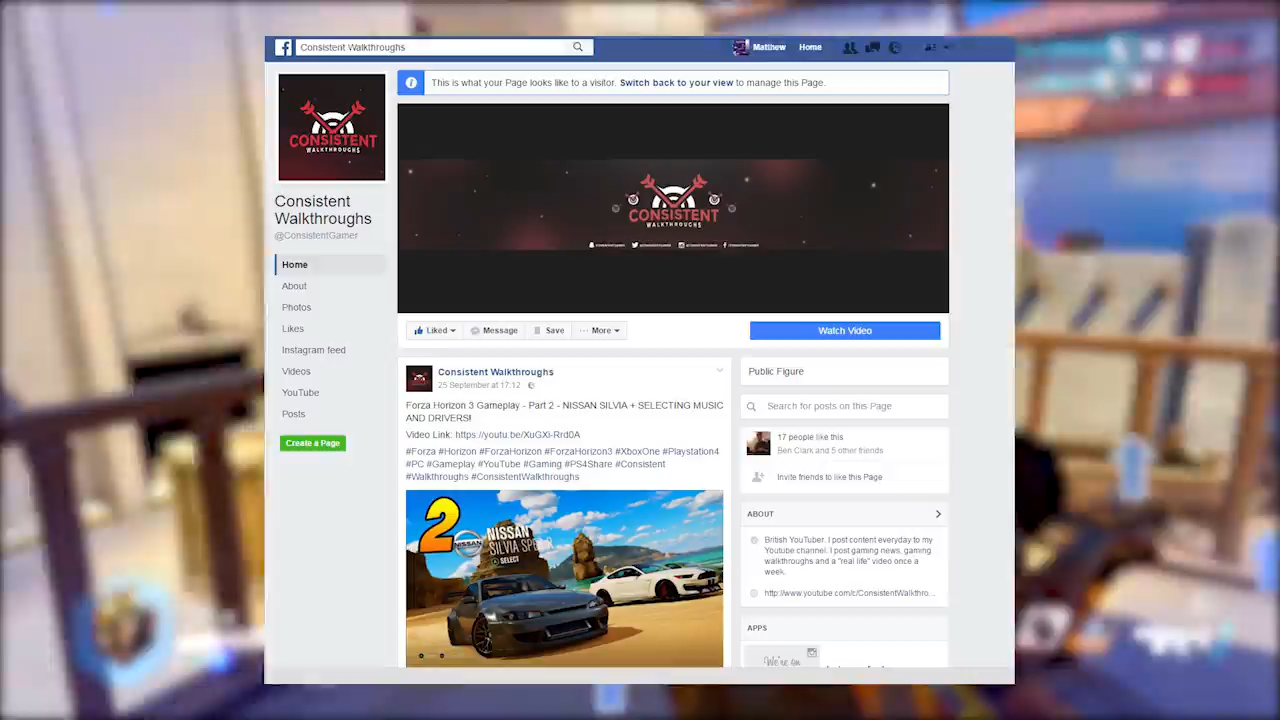 Consistent Walkthroughs
Matthew
Home
CONSISTENT
WALKTHROUGHS
Consistent
Walkthroughs
@ConsistentGamer
Home
About
Photos
Likes
Instagram feed
Videos
YouTube
Posts
Create a Page
This is what your Page looks like to a visitor. Switch back to your view to manage this Page.
CONSISTENT
WALKTHROUGHS
Liked
Message
Save
More
Watch Video
Consistent Walkthroughs
25 September at 17:12
Forza Horizon 3 Gameplay - Part 2 - NISSAN SILVIA + SELECTING MUSIC
AND DRIVERS!
Video Link: https://youtu.be/XuGXi-Rrd0A
#Forza #Horizon #ForzaHorizon #ForzaHorizon3 #XboxOne #Playstation4
#PC #Gameplay #YouTube #Gaming #PS4Share #Consistent
#Walkthroughs #ConsistentWalkthroughs
2
NISSAN
SILVIA
SELECT
Public Figure
Search for posts on this Page
17 people like this
Ben Clark and 5 other friends
Invite friends to like this Page
ABOUT
British YouTuber. I post content everyday to my
Youtube channel. I post gaming news, gaming
walkthroughs and a "real life" video once a
week.
http://www.youtube.com/c/ConsistentWalkthro...
APPS
We're on